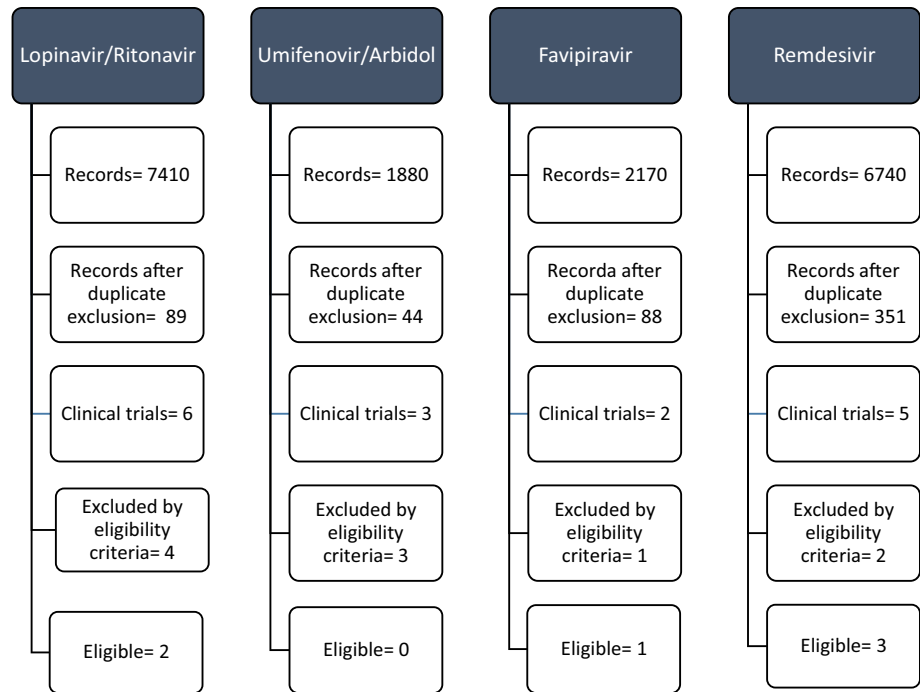 Lopinavir/Ritonavir
Records= 7410
Records after
duplicate
exclusion= 89
Clinical trials= 6
Excluded by
eligibility
criteria= 4
Eligible= 2
Umifenovir/Arbidol
Records= 1880
Records after
duplicate
exclusion= 44
Clinical trials= 3
Excluded by
eligibility
criteria= 3
Eligible= 0
Favipiravir
Records= 2170
Recorda after
duplicate
exclusion= 88
Clinical trials= 2
Excluded by
eligibility
criteria= 1
Eligible= 1
Remdesivir
Records= 6740
Records after
duplicate
exclusion= 351
Clinical trials= 5
Excluded by
eligibility
criteria= 2
Eligible= 3